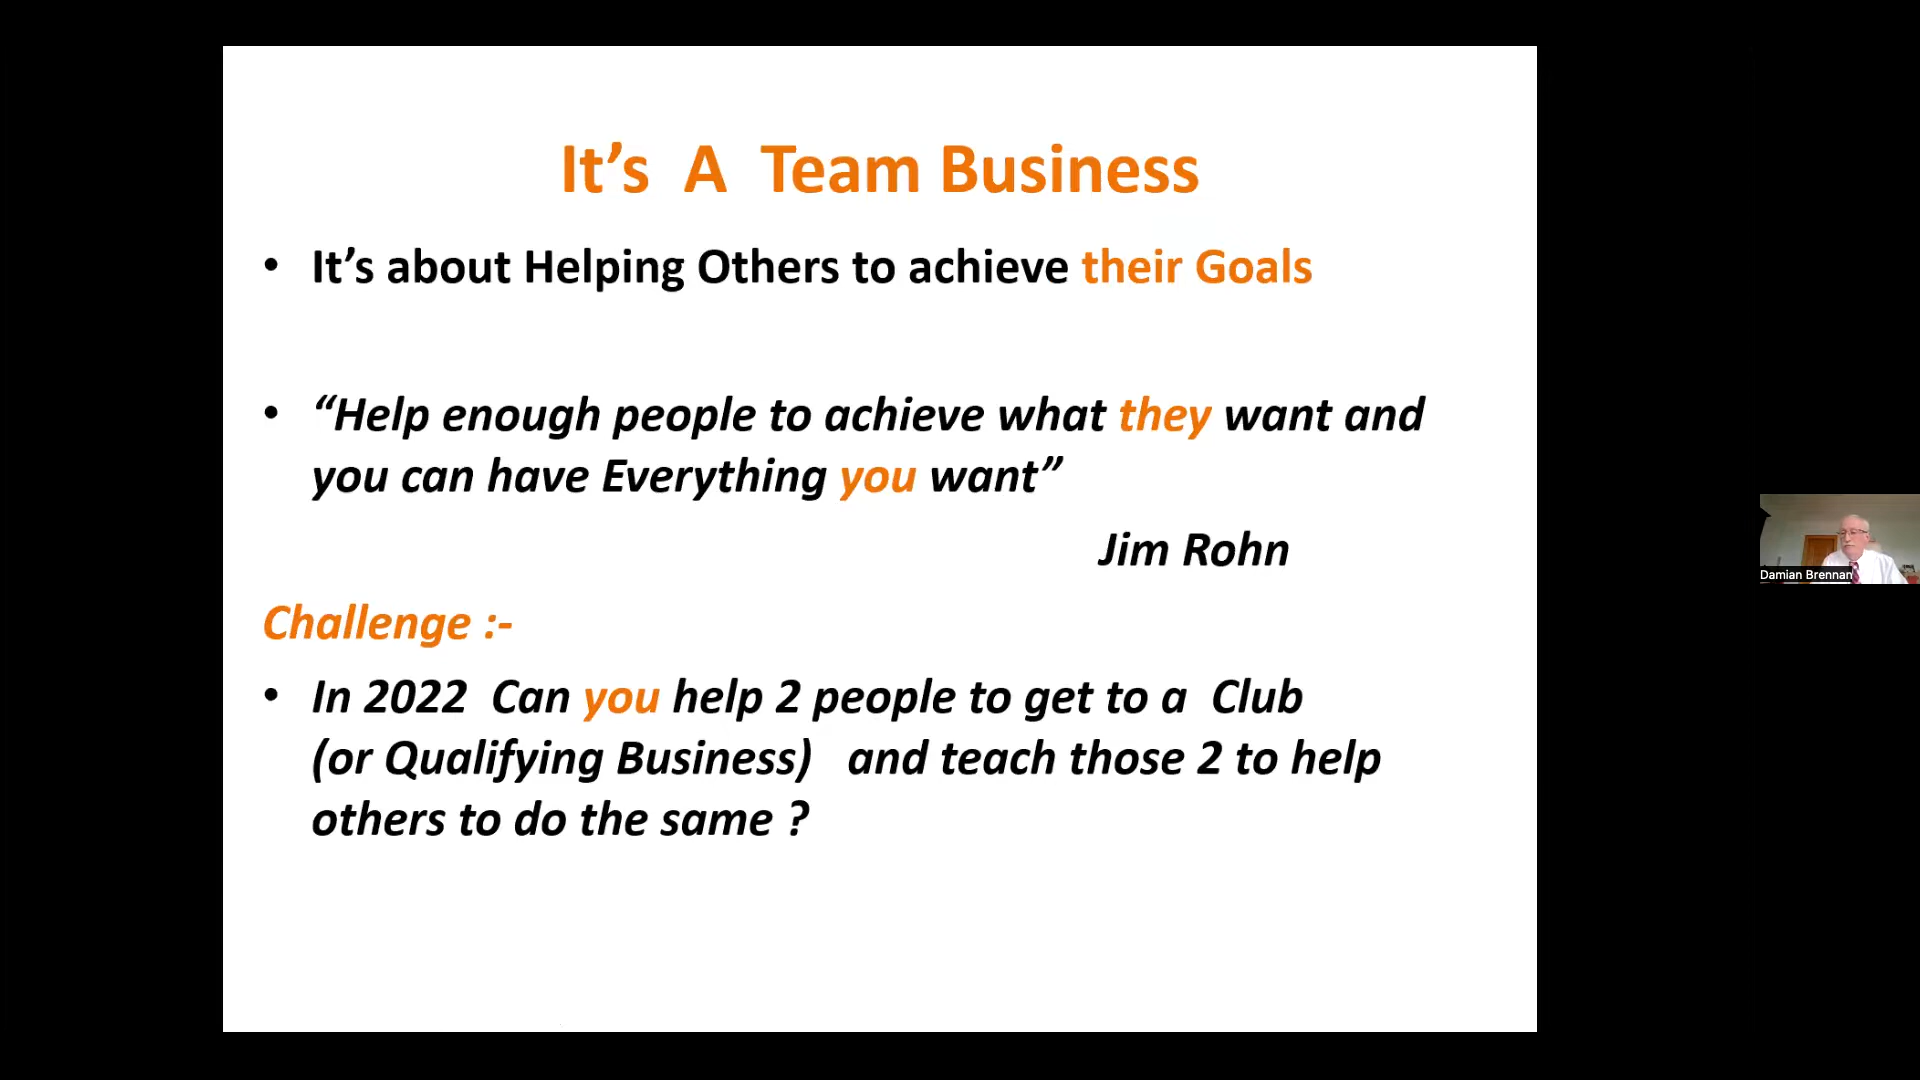 It's A Team Business
• It's about Helping Others to achieve their Goals
• “Help enough people to achieve what they want and
you can have Everything you want”
Jim Rohn
Challenge :-
• In 2022 Can you help 2 people to get to a Club
(or Qualifying Business) and teach those 2 to help
others to do the same ?
Damian Brennan